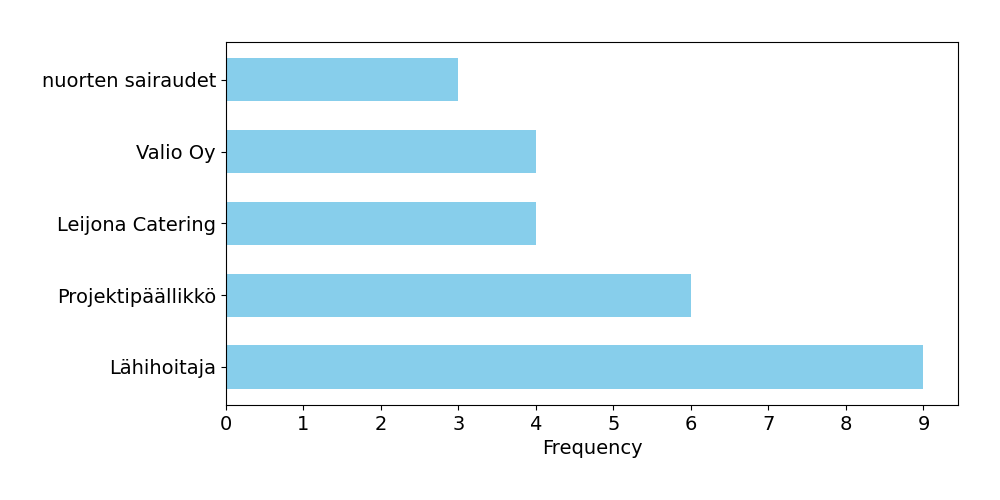 nuorten sairaudet
Valio Oy
Leijona Catering
Projektipäällikkö
Lähihoitaja
0 1 2 3 4 5 6 7 8 9
Frequency